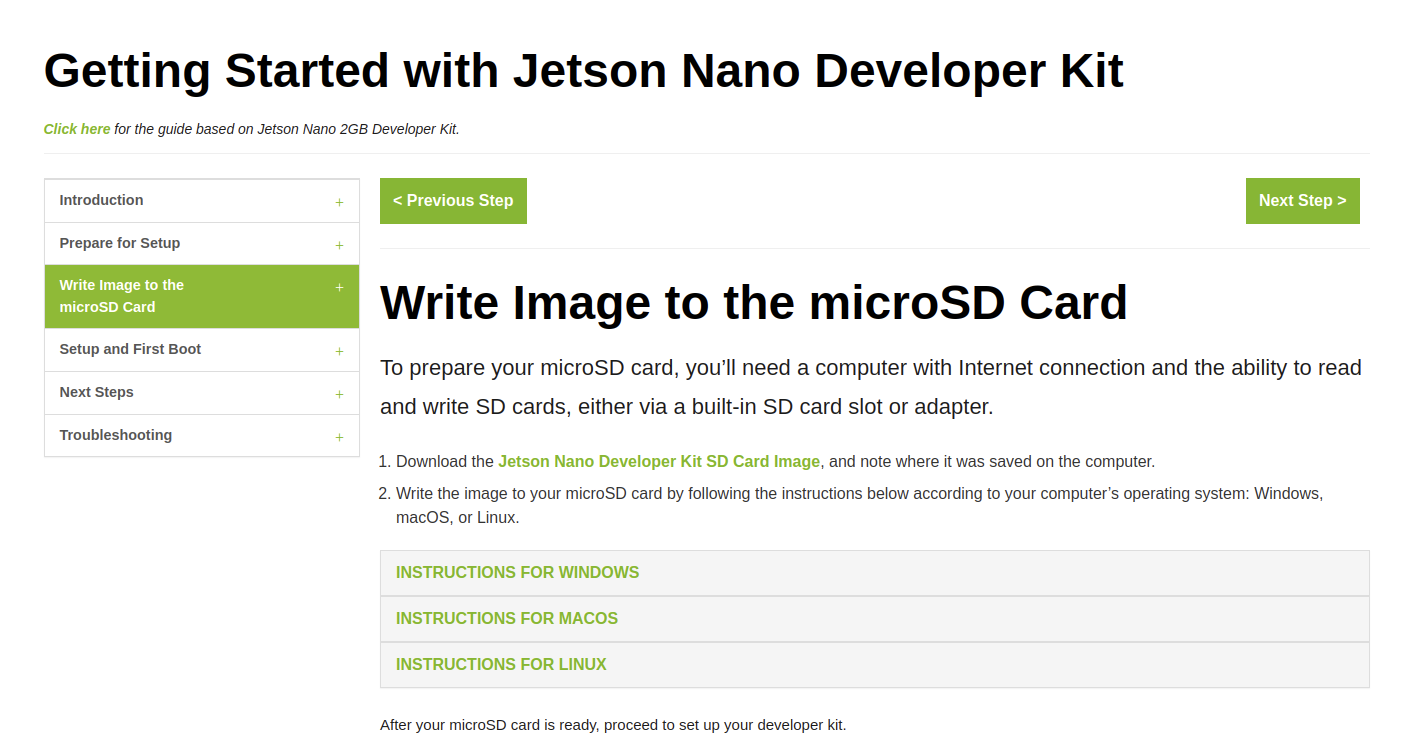 Getting Started with Jetson Nano Developer Kit
Click here for the guide based on Jetson Nano 2GB Developer Kit.
Introduction +
Prepare for Setup +
Write Image to the +
microSD Card
Setup and First Boot +
Next Steps +
Troubleshooting +
< Previous Step
Next Step >
Write Image to the microSD Card
To prepare your microSD card, you’ll need a computer with Internet connection and the ability to read
and write SD cards, either via a built-in SD card slot or adapter.
1. Download the Jetson Nano Developer Kit SD Card Image, and note where it was saved on the computer.
2. Write the image to your microSD card by following the instructions below according to your computer’s operating system: Windows,
macOS, or Linux.
INSTRUCTIONS FOR WINDOWS
INSTRUCTIONS FOR MACOS
INSTRUCTIONS FOR LINUX
After your microSD card is ready, proceed to set up your developer kit.